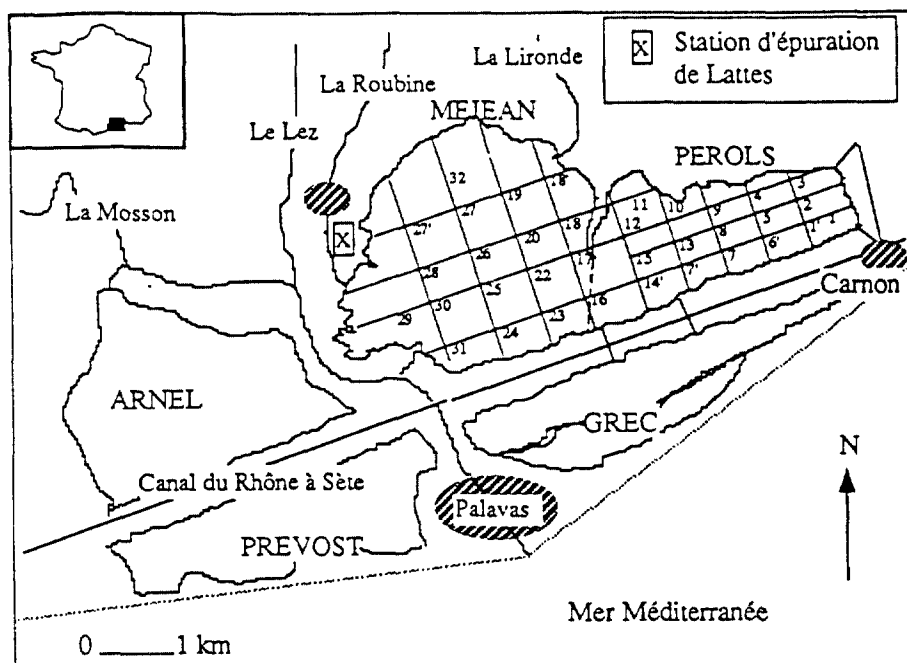 Station d'épuration
de Lattes
X
La Lironde
La Roubine
MEJEAN
Le Lez
PEROLS
La Mosson
32
19
18'
27'
27
20
18
11
12
10
9
4
3
X
28
26
22
17
15
13
8
5
2
1'
1
29
30
25
23
16
14'
7'
7
6'
31
24
Carnon
ARNEL
GREC
Canal du Rhône à Sète
Palavas
PREVOST
N
Mer Méditerranée
0 1 km